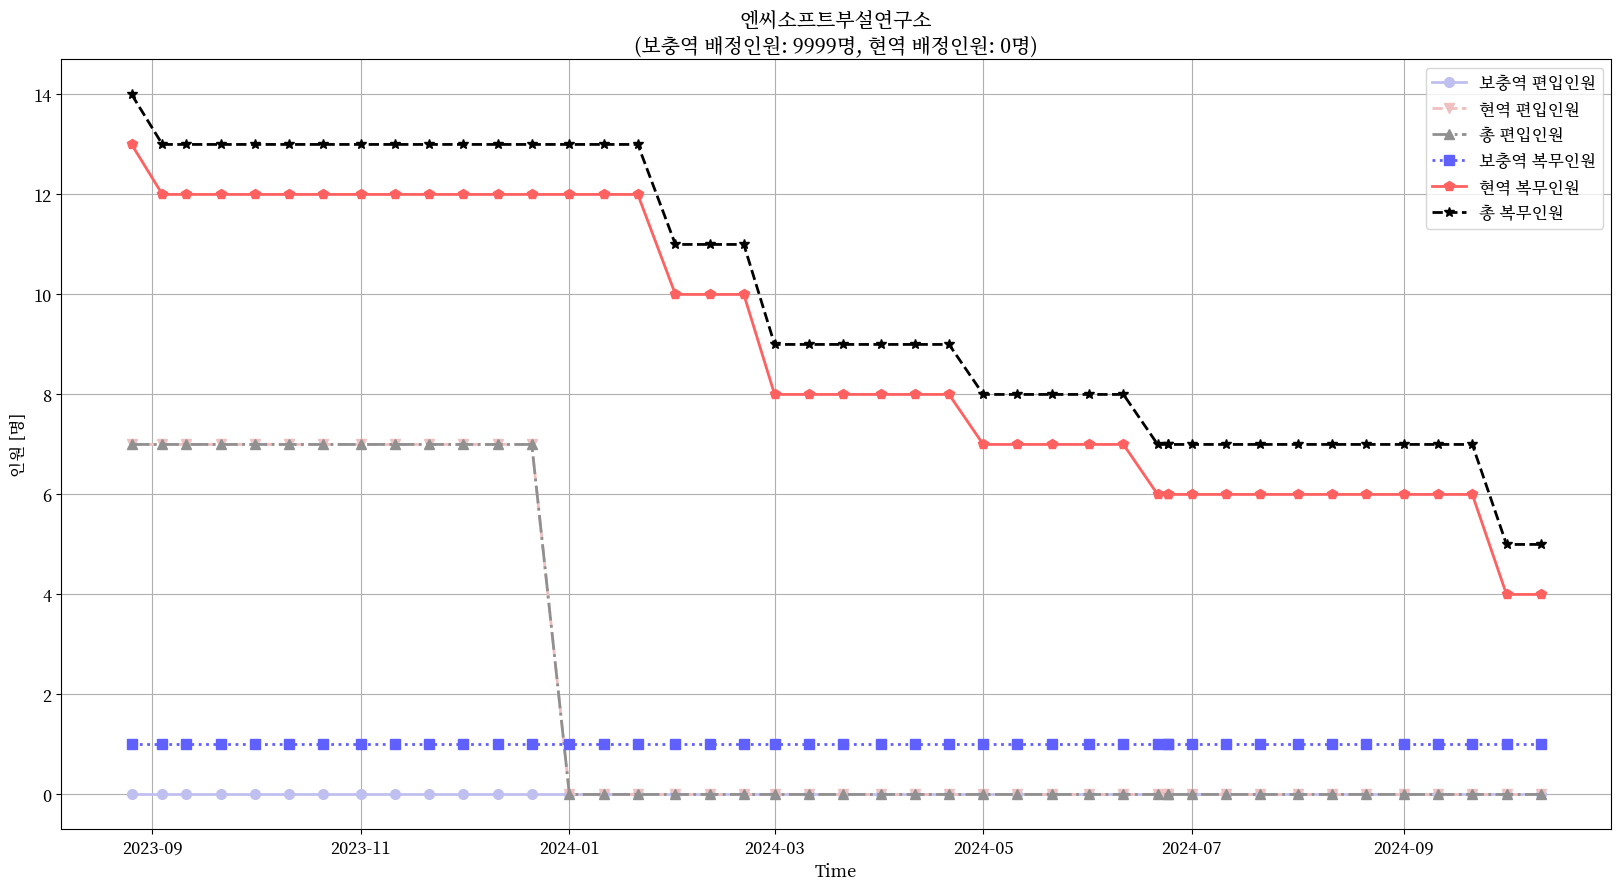 엔씨소프트부설연구소
(보충역 배정인원: 9999명, 현역 배정인원: 0명)
보충역 편입인원
현역 편입인원
총 편입인원
보충역 복무인원
현역 복무인원
총 복무인원
14
12
10
8
6
4
2
0
인원 [명]
2023-09
2023-11
2024-01
2024-03
2024-05
2024-07
2024-09
Time